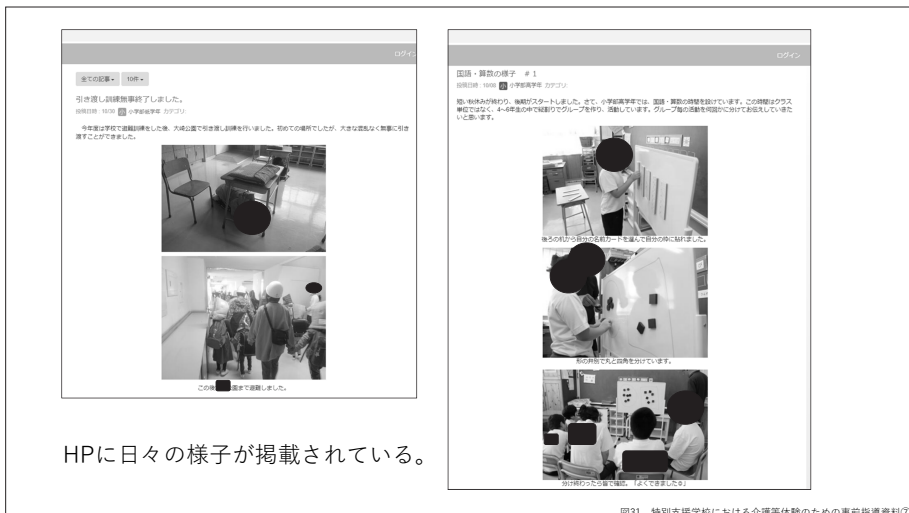 ログイン
全ての記事 10件
引き渡し訓練無事終了しました。
投稿日時 : 10/30 小学部低学年 カテゴリ:
今年度は学校で避難訓練をした後、大崎公園で引き渡し訓練を行いました。初めての場所でしたが、大きな混乱なく無事に引き
渡すことができました。
この後 公園まで避難しました。
ログイン
国語・算数の様子 #1
投稿日時 : 10/08 小学部高学年 カテゴリ:
短い秋休みが終わり、後期がスタートしました。さて、小学部高学年では、国語・算数の時間を設けています。この時間はクラス
単位ではなく、4~6年生の中で縦割りでグループを作り、活動しています。グループ毎の活動を何回かに分けてお伝えしていきた
いと思います。
後ろの机から自分の名前カードを選んで自分の枠に貼れました。
形の弁別で丸と四角を分けています。
分け終わったら皆で確認。「よくできました
HPに日々の様子が掲載されている。
図31 特別支援学校における介護等体験のための事前指導資料⑦